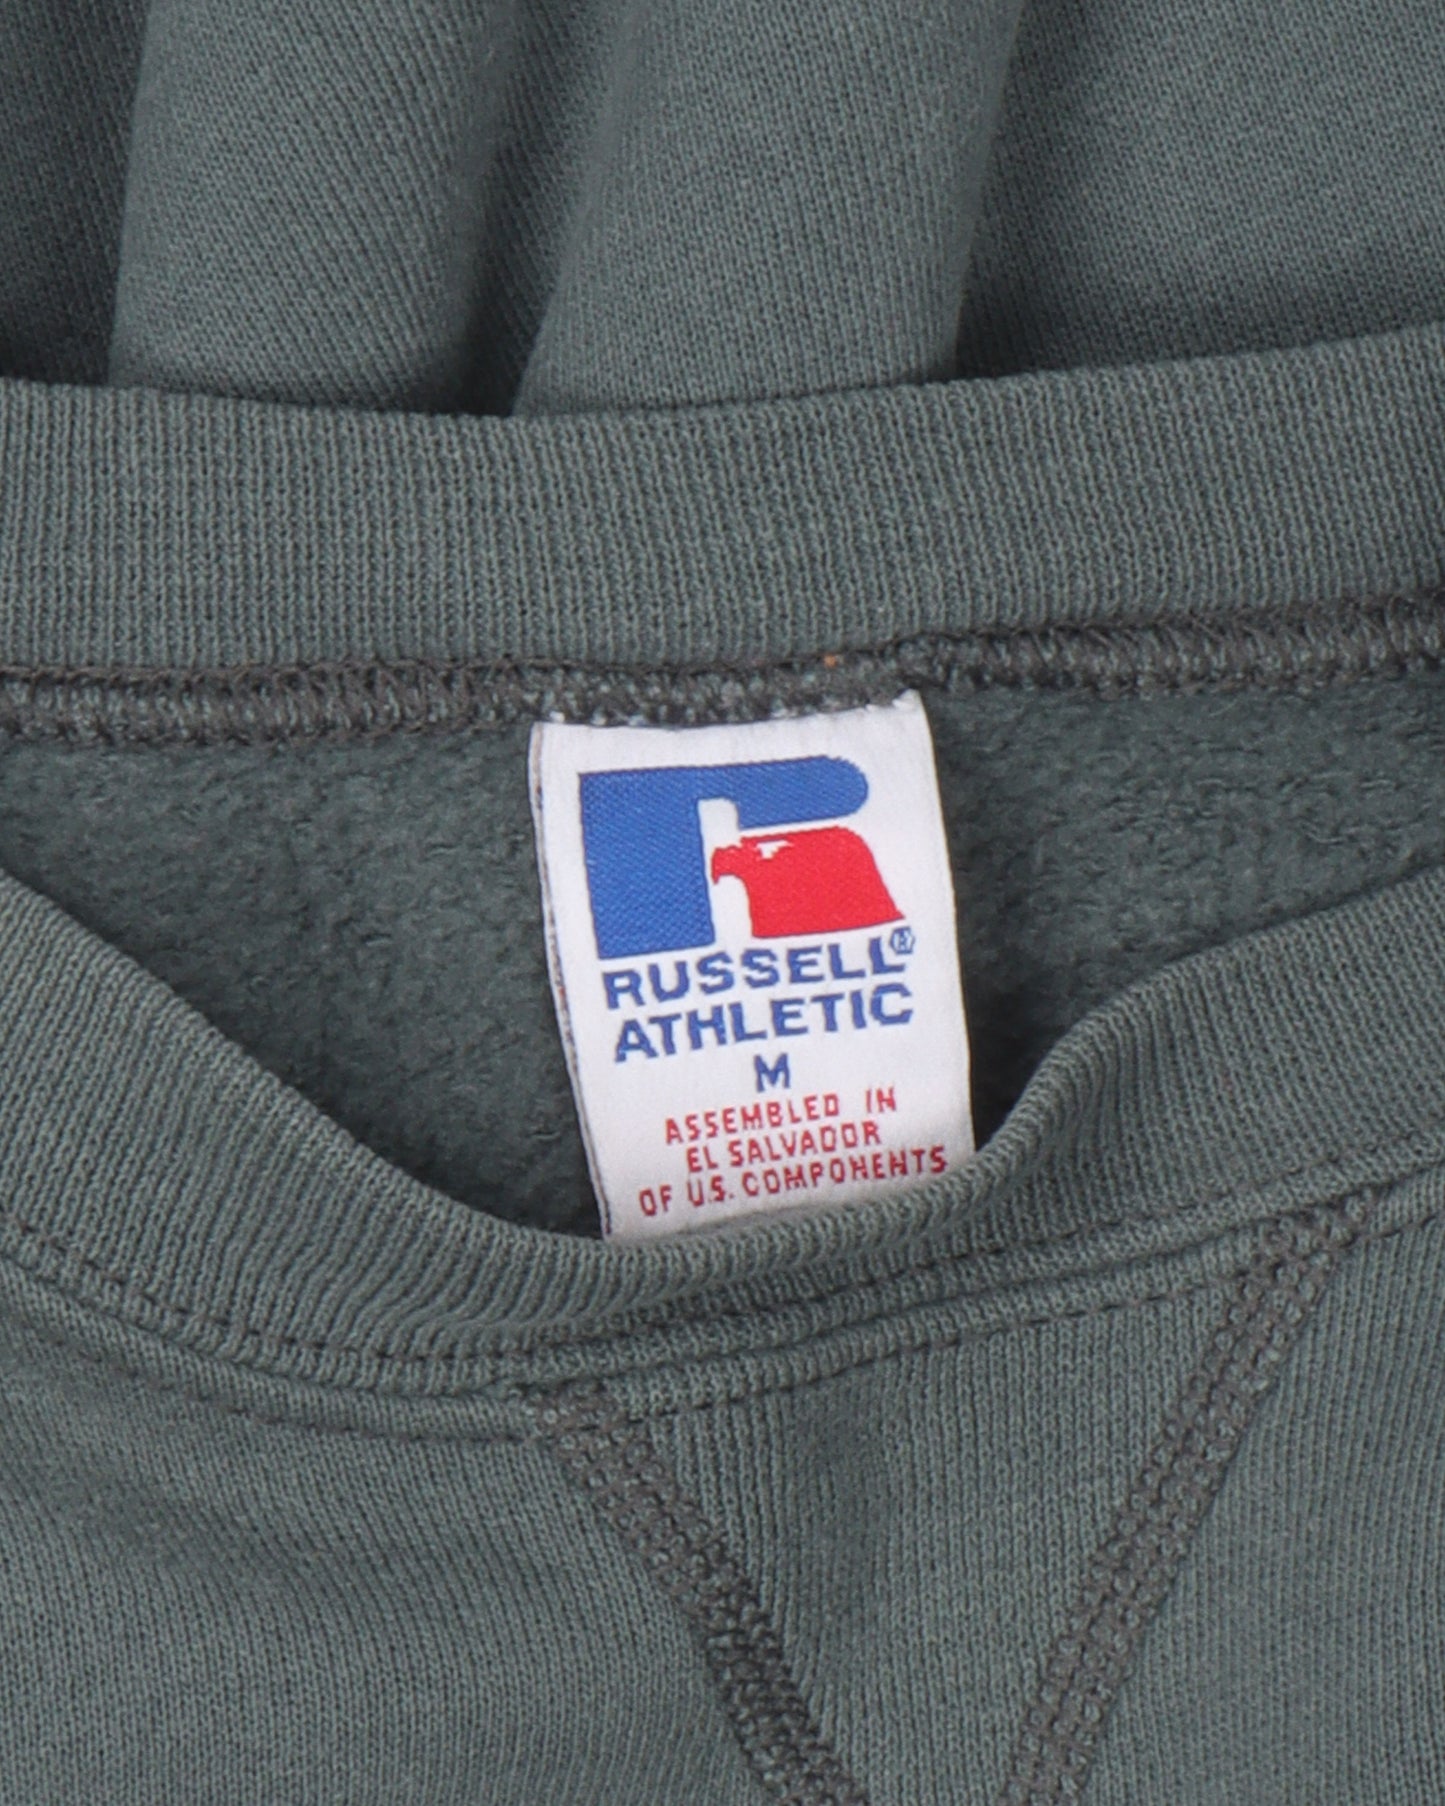 RUSSELL®
ATHLETIC
M
ASSEMBLED IN
EL SALVADOR
OF U.S. COMPONENTS